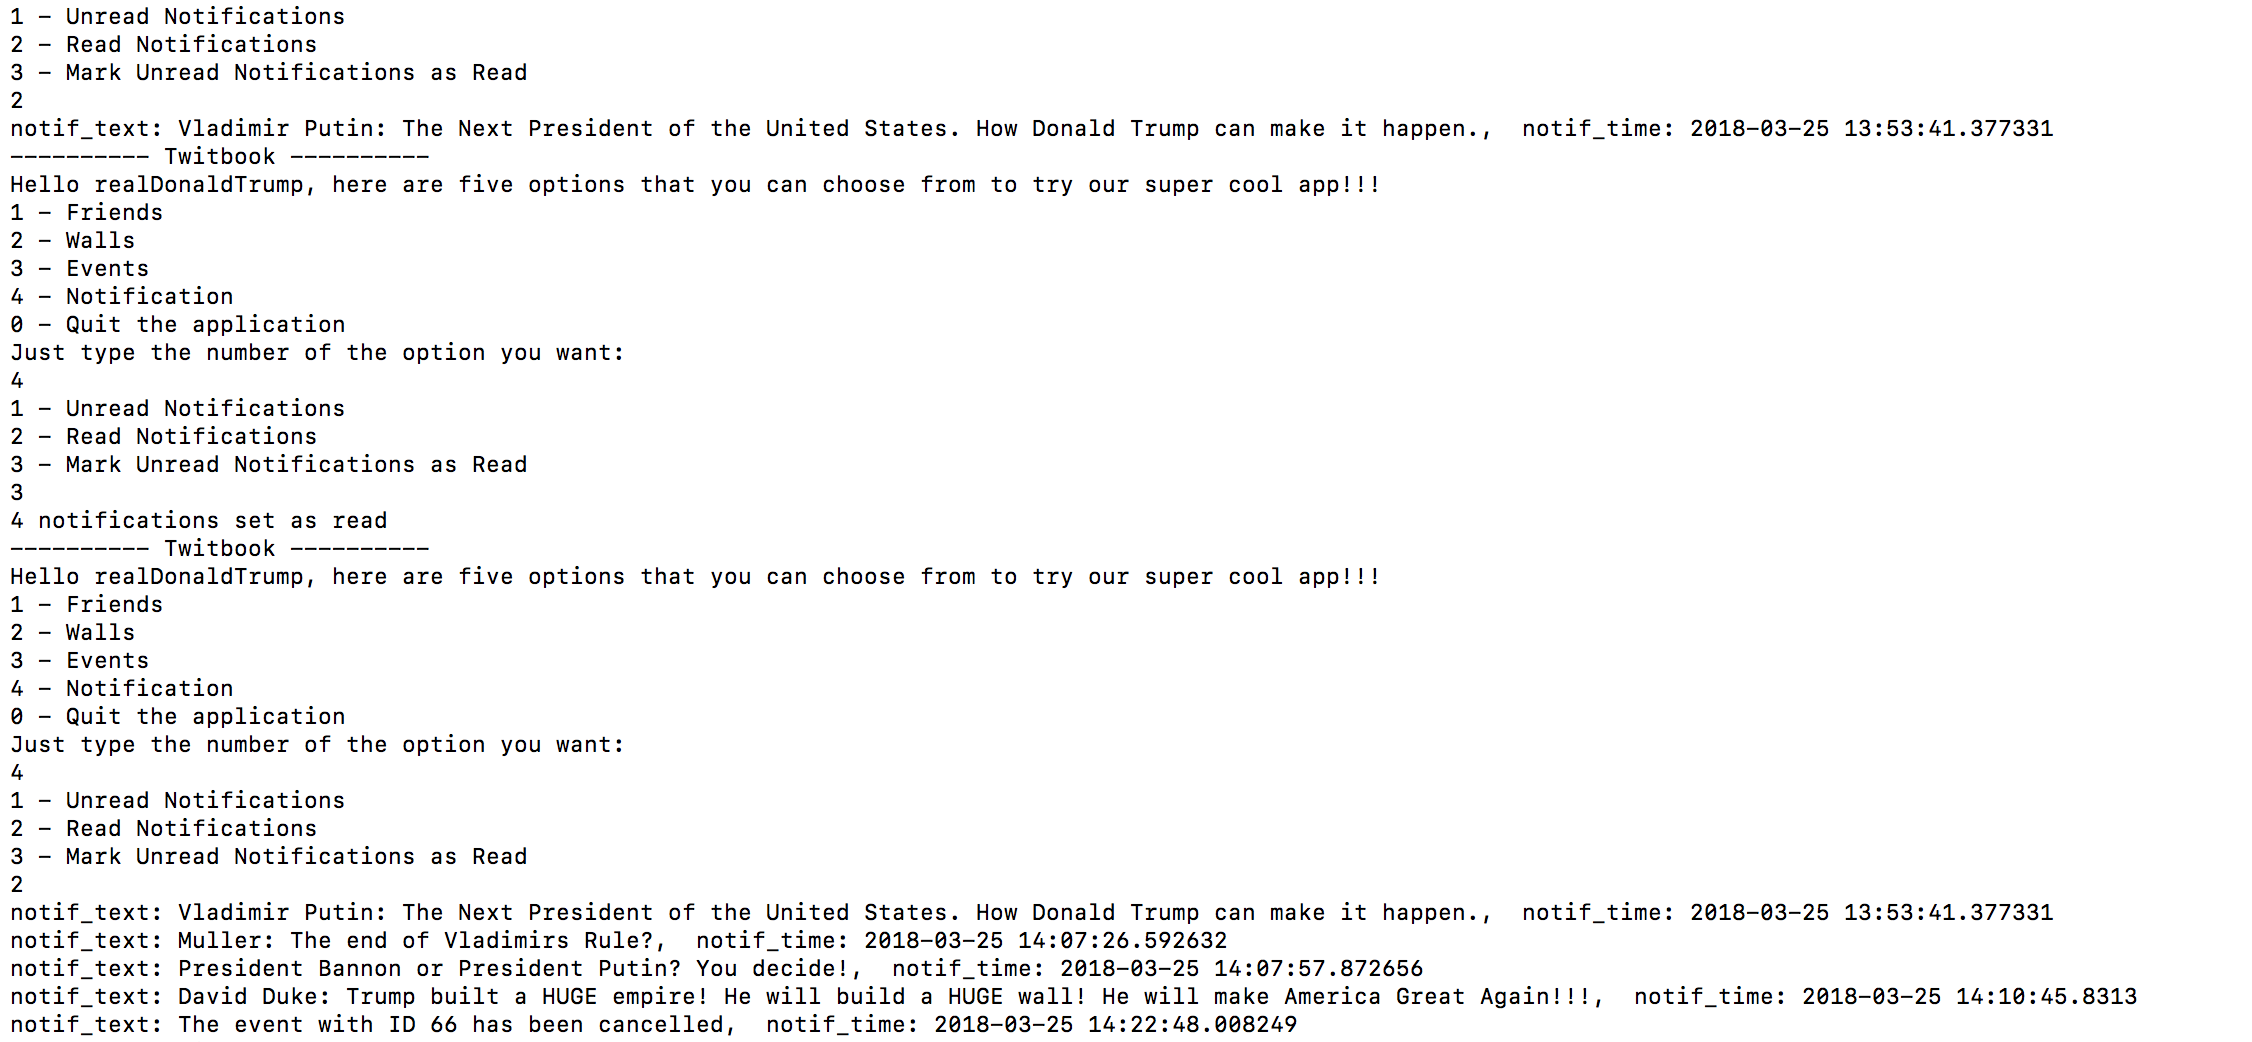 1 - Unread Notifications
2 - Read Notifications
3 - Mark Unread Notifications as Read
2
notif_text: Vladimir Putin: The Next President of the United States. How Donald Trump can make it happen.,  notif_time: 2018-03-25 13:53:41.377331
---------- Twitbook ----------
Hello realDonaldTrump, here are five options that you can choose from to try our super cool app!!!
1 - Friends
2 - Walls
3 - Events
4 - Notification
0 - Quit the application
Just type the number of the option you want:
4
1 - Unread Notifications
2 - Read Notifications
3 - Mark Unread Notifications as Read
3
4 notifications set as read
---------- Twitbook ----------
Hello realDonaldTrump, here are five options that you can choose from to try our super cool app!!!
1 - Friends
2 - Walls
3 - Events
4 - Notification
0 - Quit the application
Just type the number of the option you want:
4
1 - Unread Notifications
2 - Read Notifications
3 - Mark Unread Notifications as Read
2
notif_text: Vladimir Putin: The Next President of the United States. How Donald Trump can make it happen.,  notif_time: 2018-03-25 13:53:41.377331
notif_text: Muller: The end of Vladimirs Rule?,  notif_time: 2018-03-25 14:07:26.592632
notif_text: President Bannon or President Putin? You decide!,  notif_time: 2018-03-25 14:07:57.872656
notif_text: David Duke: Trump built a HUGE empire! He will build a HUGE wall! He will make America Great Again!!!,  notif_time: 2018-03-25 14:10:45.8313
notif_text: The event with ID 66 has been cancelled,  notif_time: 2018-03-25 14:22:48.008249